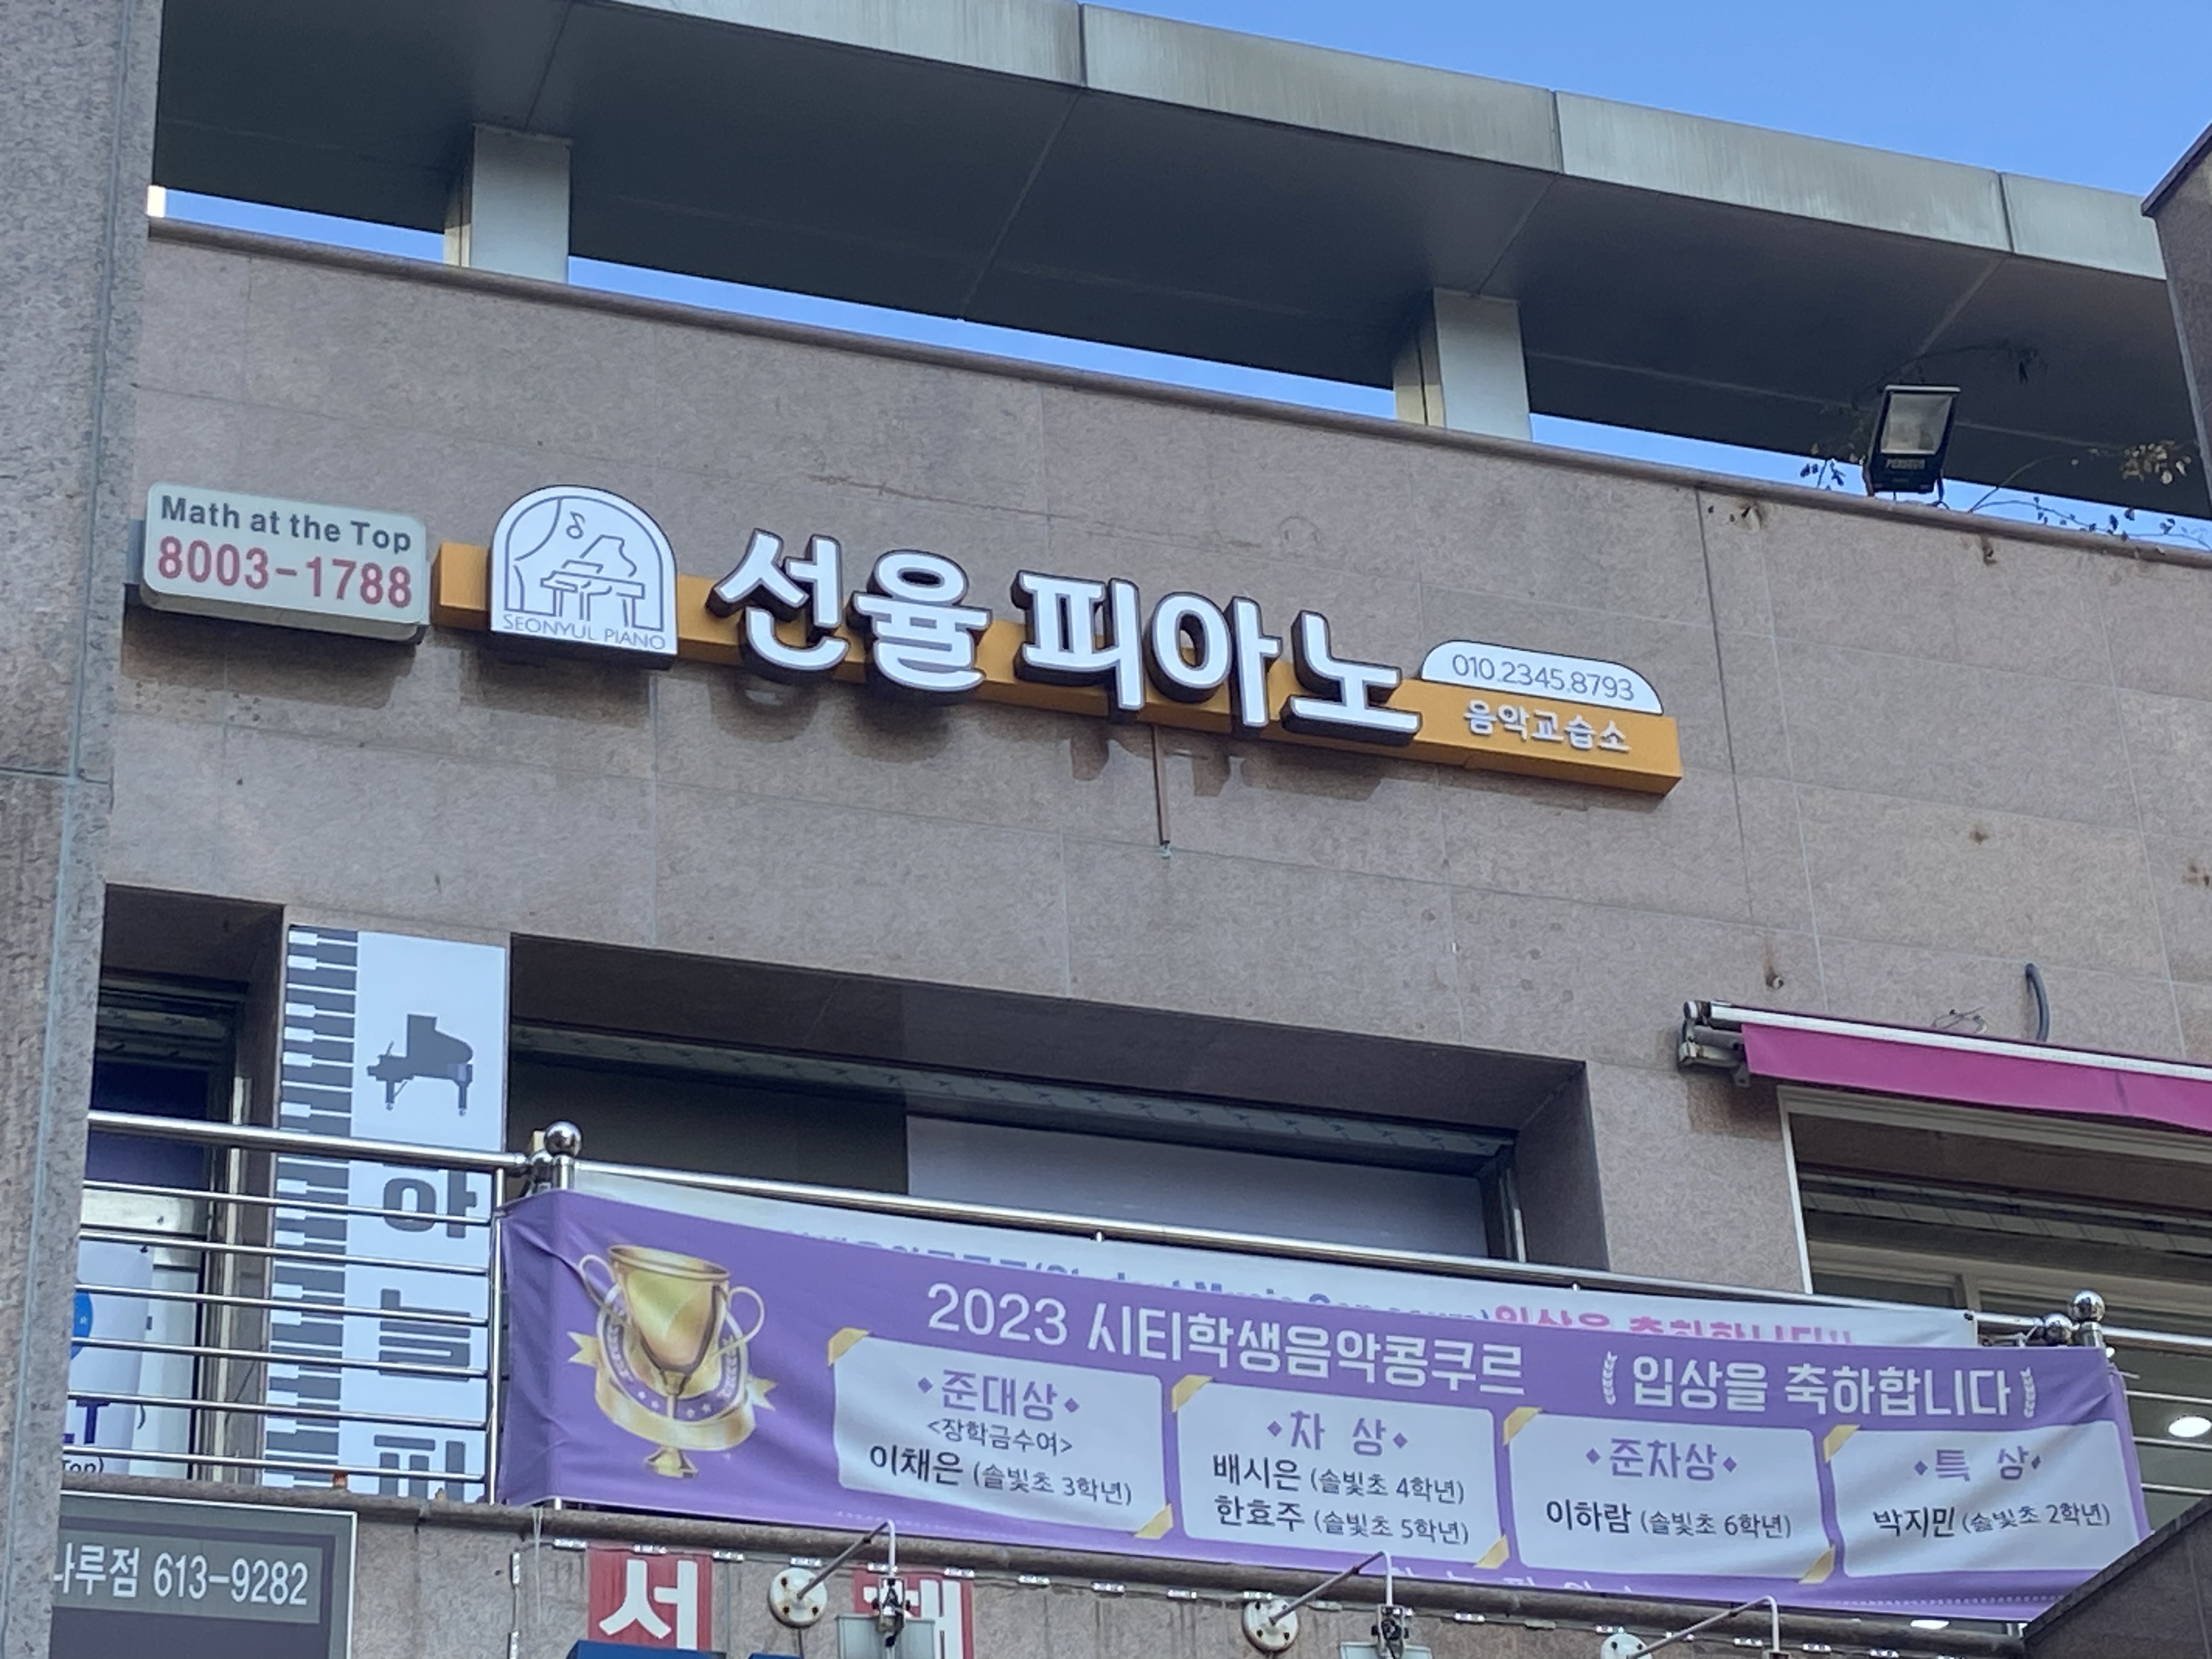 Math at the Top
8003-1788
SEONYUL PIANO
선율 피아노
010.2345.8793
음악교습소
2023 시티학생음악콩쿠르 입상을 축하합니다
준대상
<장학금수여>
이채은 (솔빛초 3학년)
차 상
배시은 (솔빛초 4학년)
한효주 (솔빛초 5학년)
준차상
이하람 (솔빛초 6학년)
특 상
박지민 (솔빛초 2학년)
나루점 613-9282